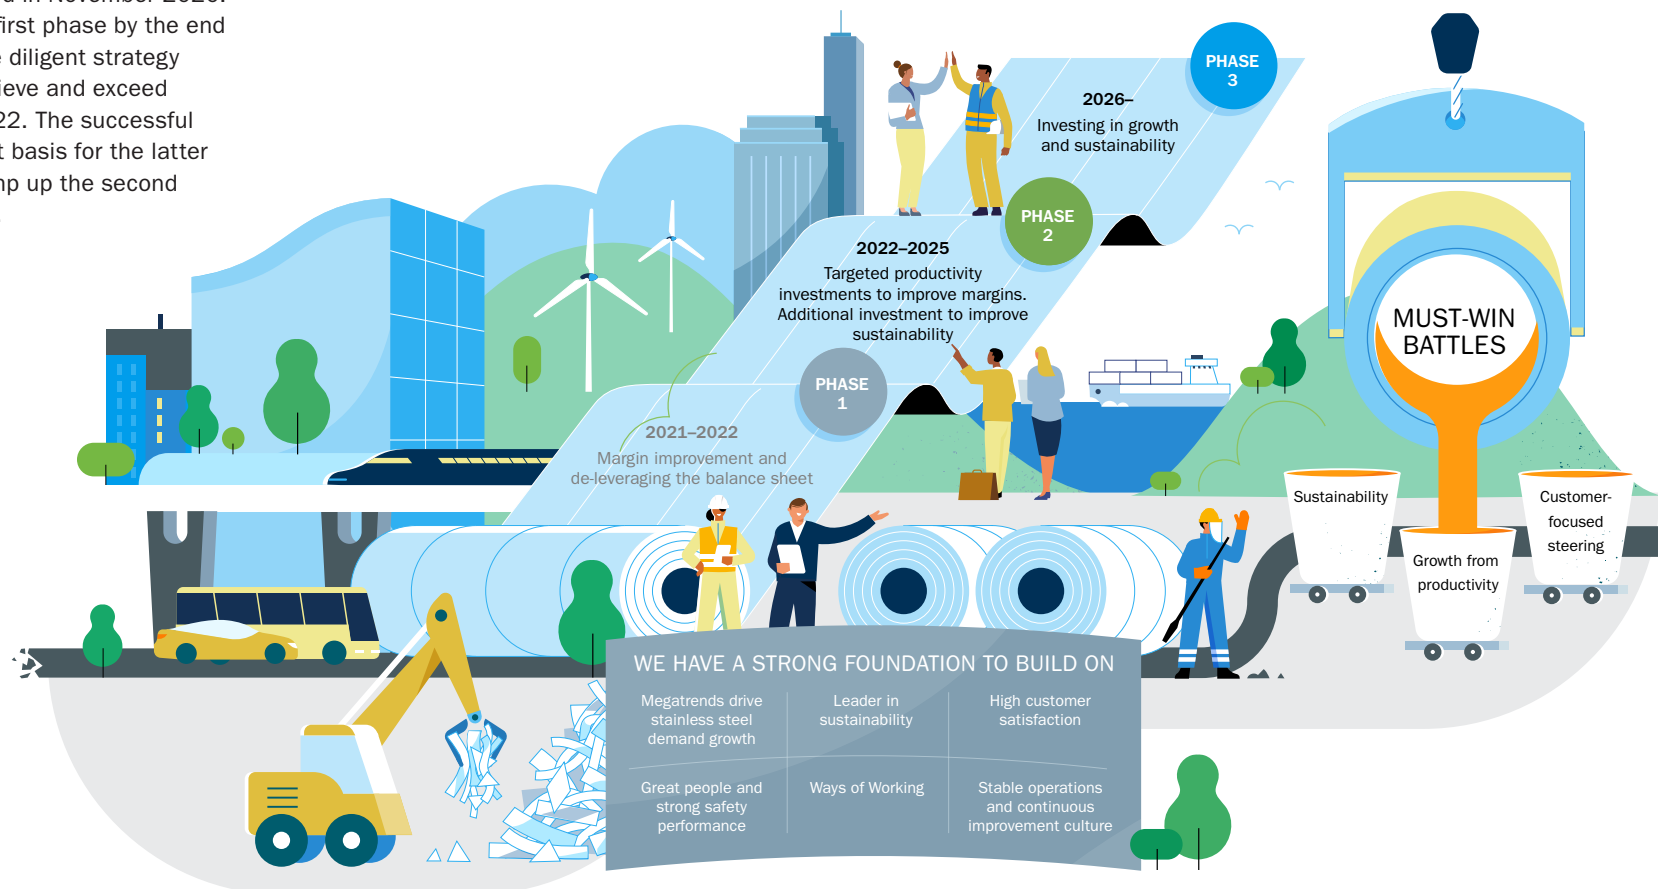 first phase by the end
diligent strategy
ieve and exceed
22. The successful
t basis for the latter
mp up the second
PHASE
3
2026–
Investing in growth
and sustainability
PHASE
2
2022–2025
Targeted productivity
investments to improve margins.
Additional investment to improve
sustainability
PHASE
1
2021–2022
Margin improvement and
de-leveraging the balance sheet
MUST-WIN
BATTLES
Sustainability
Growth from
productivity
Customer-
focused
steering
WE HAVE A STRONG FOUNDATION TO BUILD ON
Megatrends drive
stainless steel
demand growth
Leader in
sustainability
High customer
satisfaction
Great people and
strong safety
performance
Ways of Working
Stable operations
and continuous
improvement culture